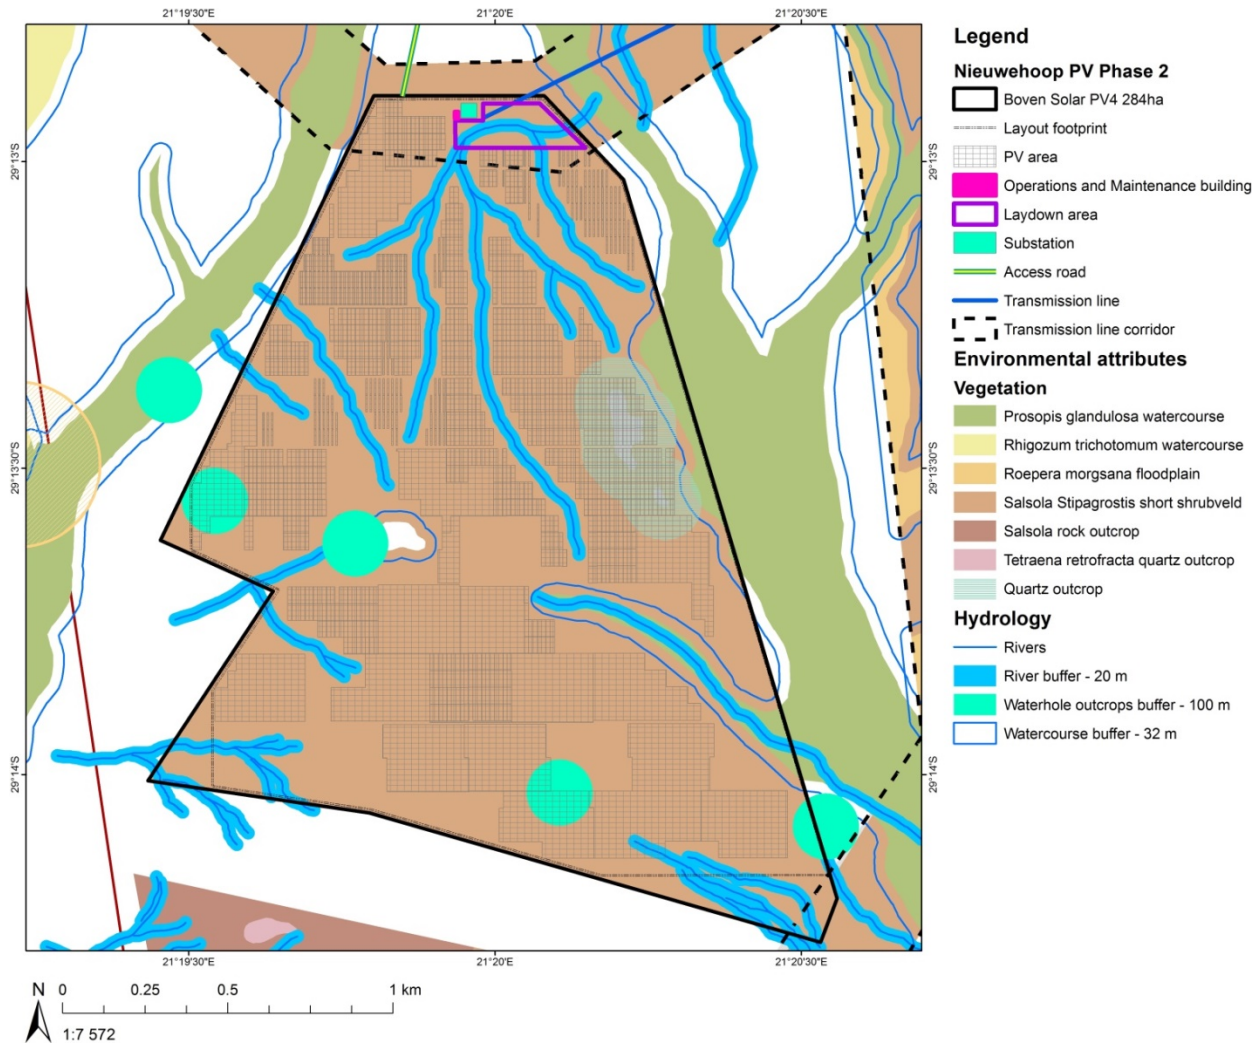 21°19'30"E
21°20'E
21°20'30"E
29°13'S
29°13'S
29°13'30"S
29°13'30"S
29°14'S
29°14'S
21°19'30"E
21°20'E
21°20'30"E
N
0
0.25
0.5
1 km
1:7 572
Legend
Nieuwehoop PV Phase 2
Boven Solar PV4 284ha
Layout footprint
PV area
Operations and Maintenance building
Laydown area
Substation
Access road
Transmission line
Transmission line corridor
Environmental attributes
Vegetation
Prosopis glandulosa watercourse
Rhigozum trichotomum watercourse
Roepera morgsana floodplain
Salsola Stipagrostis short shrubveld
Salsola rock outcrop
Tetraena retrofracta quartz outcrop
Quartz outcrop
Hydrology
Rivers
River buffer - 20 m
Waterhole outcrops buffer - 100 m
Watercourse buffer - 32 m